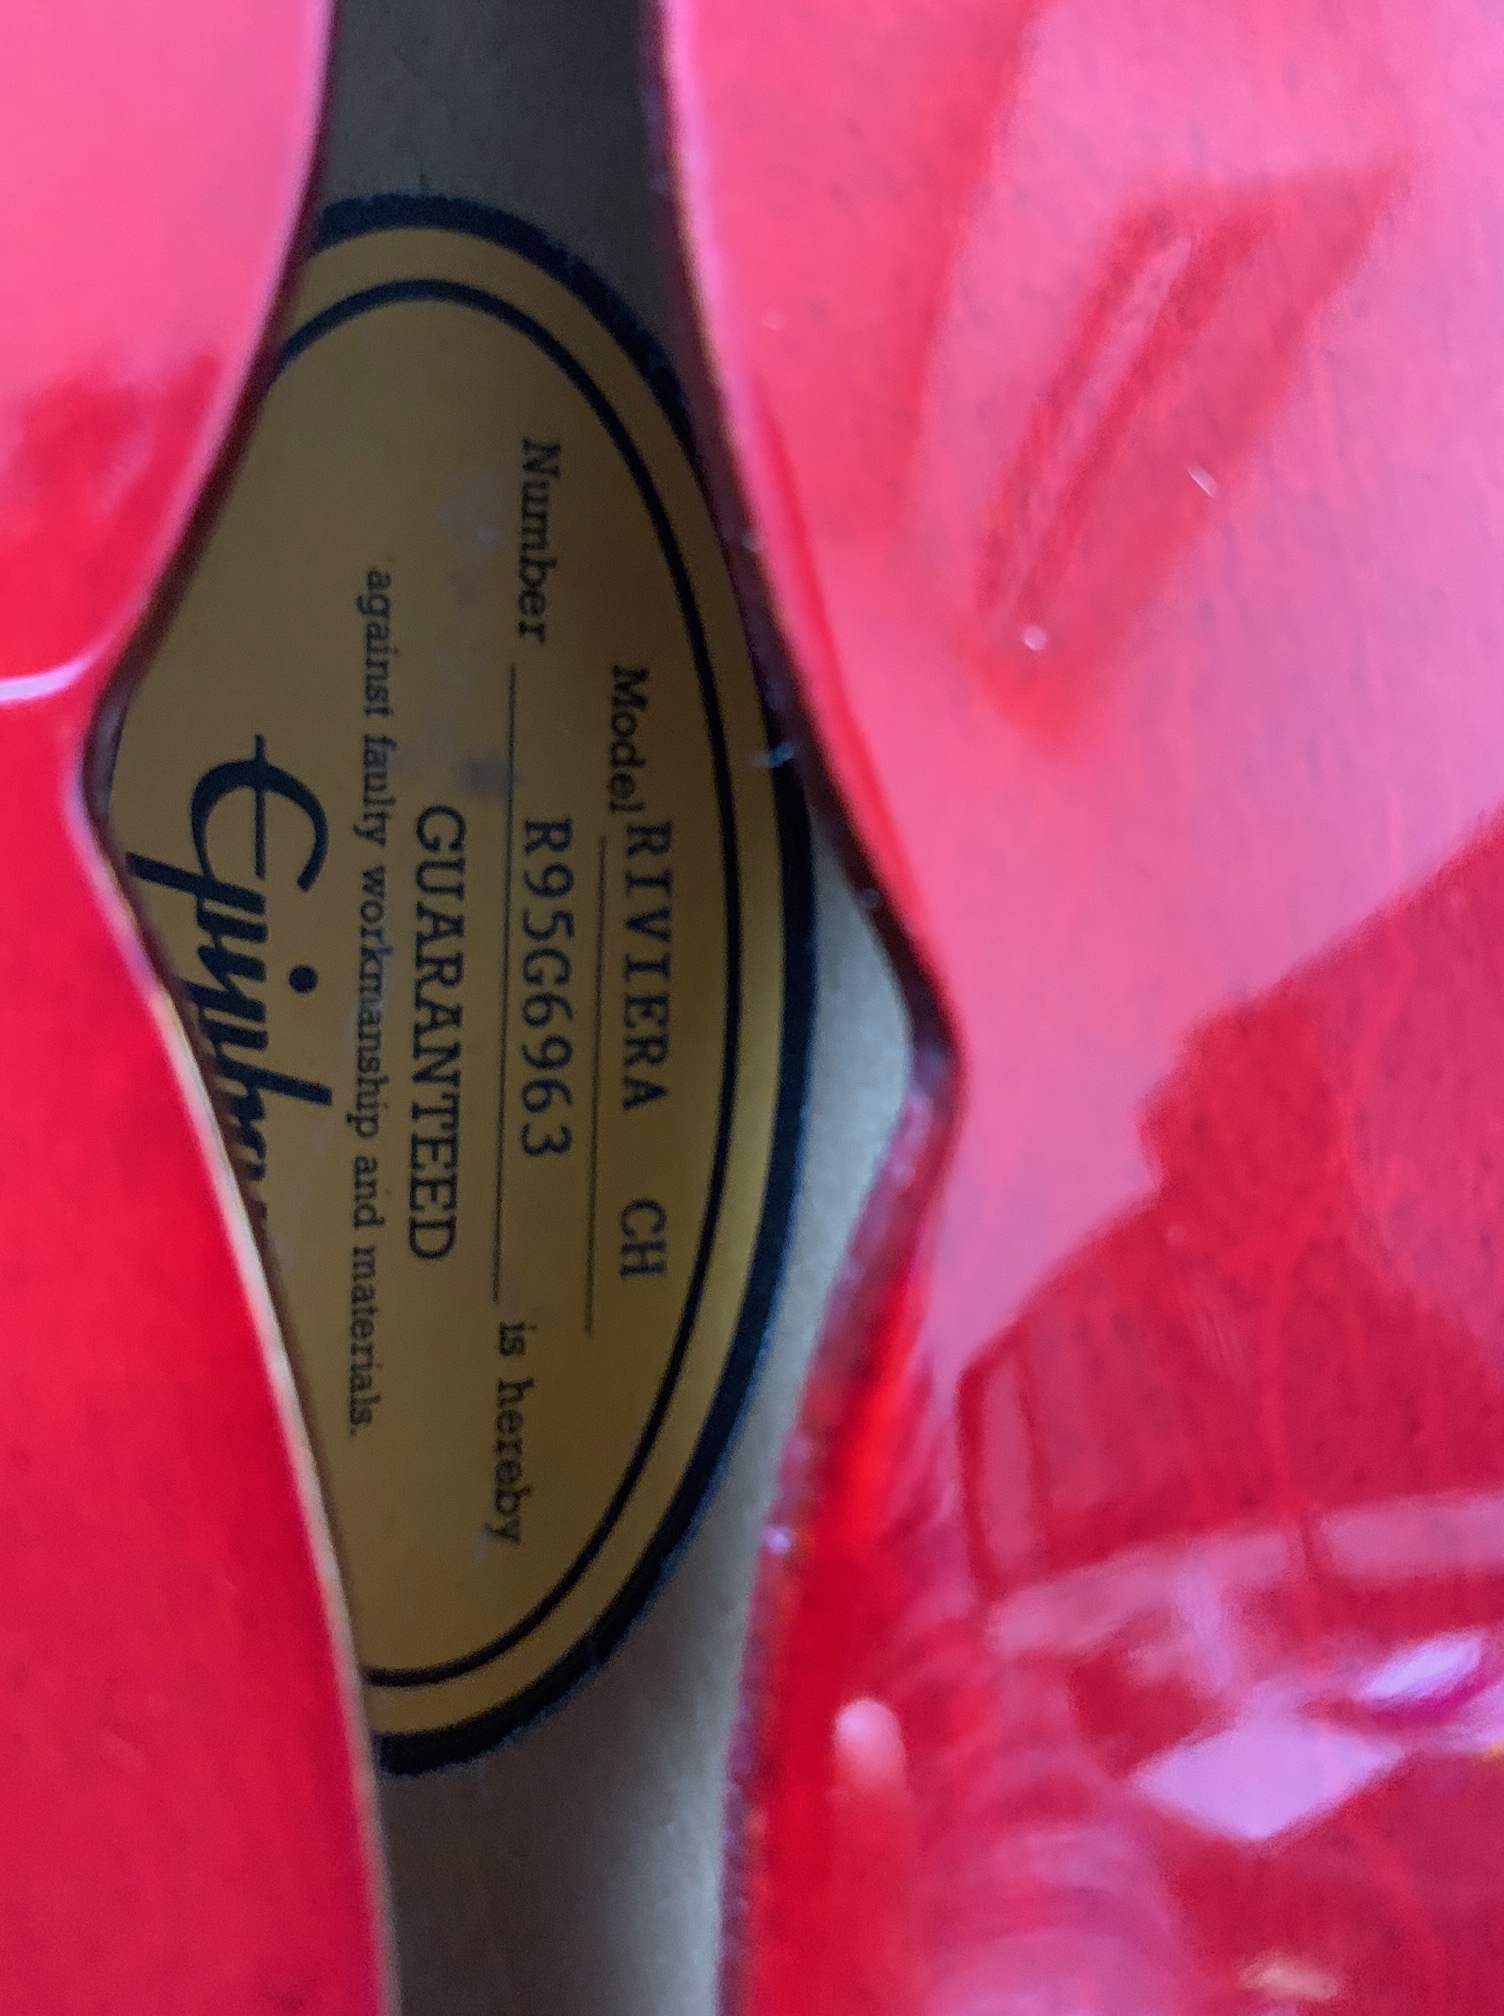 Model RIVIERA CH
Number R95G6963 is hereby
GUARANTEED
against faulty workmanship and materials.